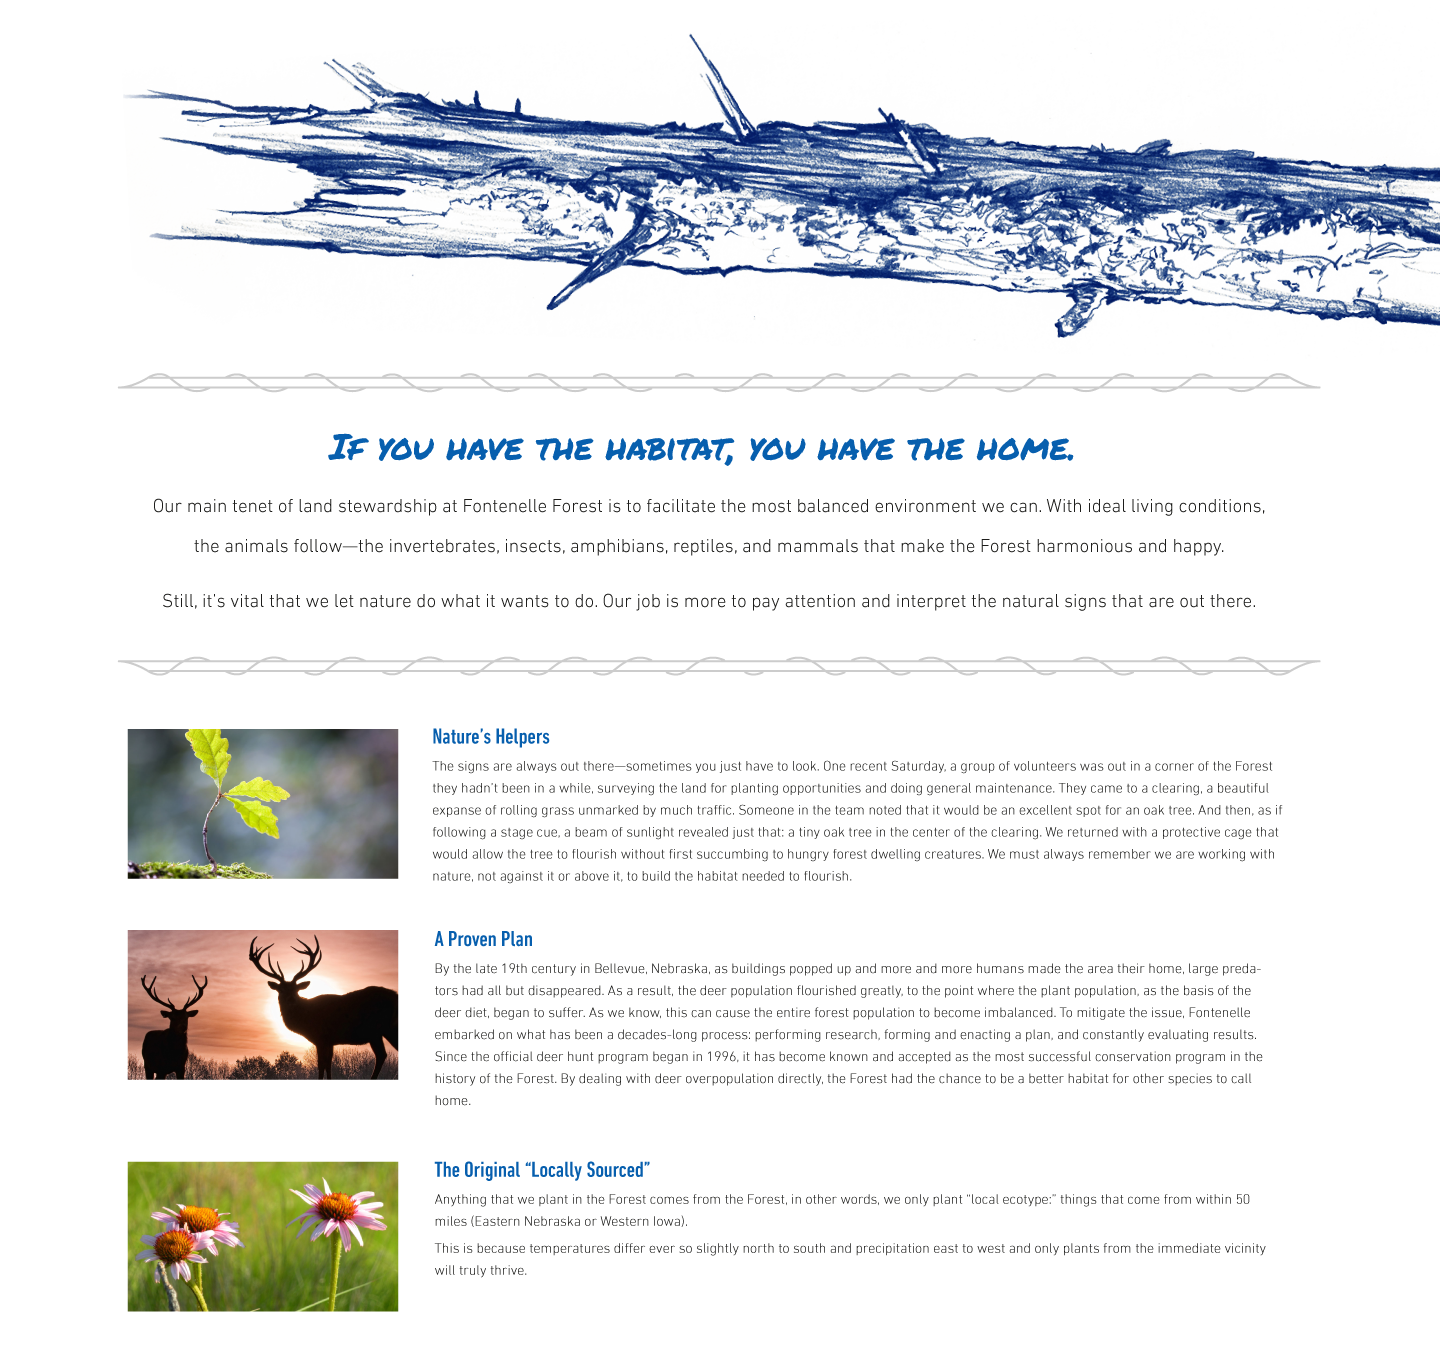 If you have the habitat, you have the home.
Our main tenet of land stewardship at Fontenelle Forest is to facilitate the most balanced environment we can. With ideal living conditions,
the animals follow—the invertebrates, insects, amphibians, reptiles, and mammals that make the Forest harmonious and happy.
Still, it's vital that we let nature do what it wants to do. Our job is more to pay attention and interpret the natural signs that are out there.
Nature's Helpers
The signs are always out there—sometimes you just have to look. One recent Saturday, a group of volunteers was out in a corner of the Forest
they hadn't been in a while, surveying the land for planting opportunities and doing general maintenance. They came to a clearing, a beautiful
expanse of rolling grass unmarked by much traffic. Someone in the team noted that it would be an excellent spot for an oak tree. And then, as if
following a stage cue, a beam of sunlight revealed just that: a tiny oak tree in the center of the clearing. We returned with a protective cage that
would allow the tree to flourish without first succumbing to hungry forest dwelling creatures. We must always remember we are working with
nature, not against it or above it, to build the habitat needed to flourish.
A Proven Plan
By the late 19th century in Bellevue, Nebraska, as buildings popped up and more and more humans made the area their home, large preda-
tors had all but disappeared. As a result, the deer population flourished greatly, to the point where the plant population, as the basis of the
deer diet, began to suffer. As we know, this can cause the entire forest population to become imbalanced. To mitigate the issue, Fontenelle
embarked on what has been a decades-long process: performing research, forming and enacting a plan, and constantly evaluating results.
Since the official deer hunt program began in 1996, it has become known and accepted as the most successful conservation program in the
history of the Forest. By dealing with deer overpopulation directly, the Forest had the chance to be a better habitat for other species to call
home.
The Original “Locally Sourced”
Anything that we plant in the Forest comes from the Forest, in other words, we only plant “local ecotype:” things that come from within 50
miles (Eastern Nebraska or Western Iowa).
This is because temperatures differ ever so slightly north to south and precipitation east to west and only plants from the immediate vicinity
will truly thrive.